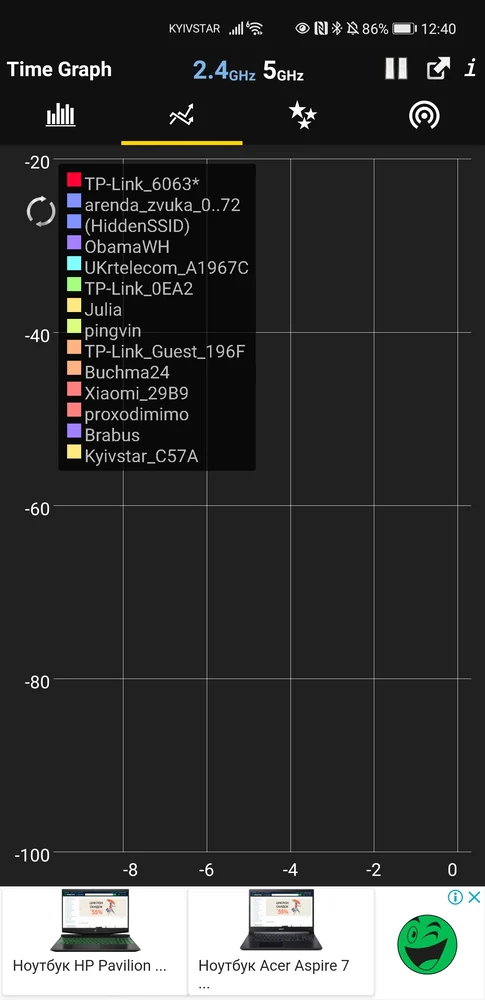 KYIVSTAR 86% 12:40
Time Graph 2.4GHz 5GHz i
-20
TP-Link_6063*
arenda_zvuka_0..72
(HiddenSSID)
ObamaWH
UKrtelecom_A1967C
TP-Link_0EA2
Julia
pingvin
TP-Link_Guest_196F
Buchma24
Xiaomi_29B9
proxodimimo
Brabus
Kyivstar_C57A
-40
-60
-80
-100
-8 -6 -4 -2 0
Ноутбук HP Pavilion ...
Ноутбук Acer Aspire 7
...